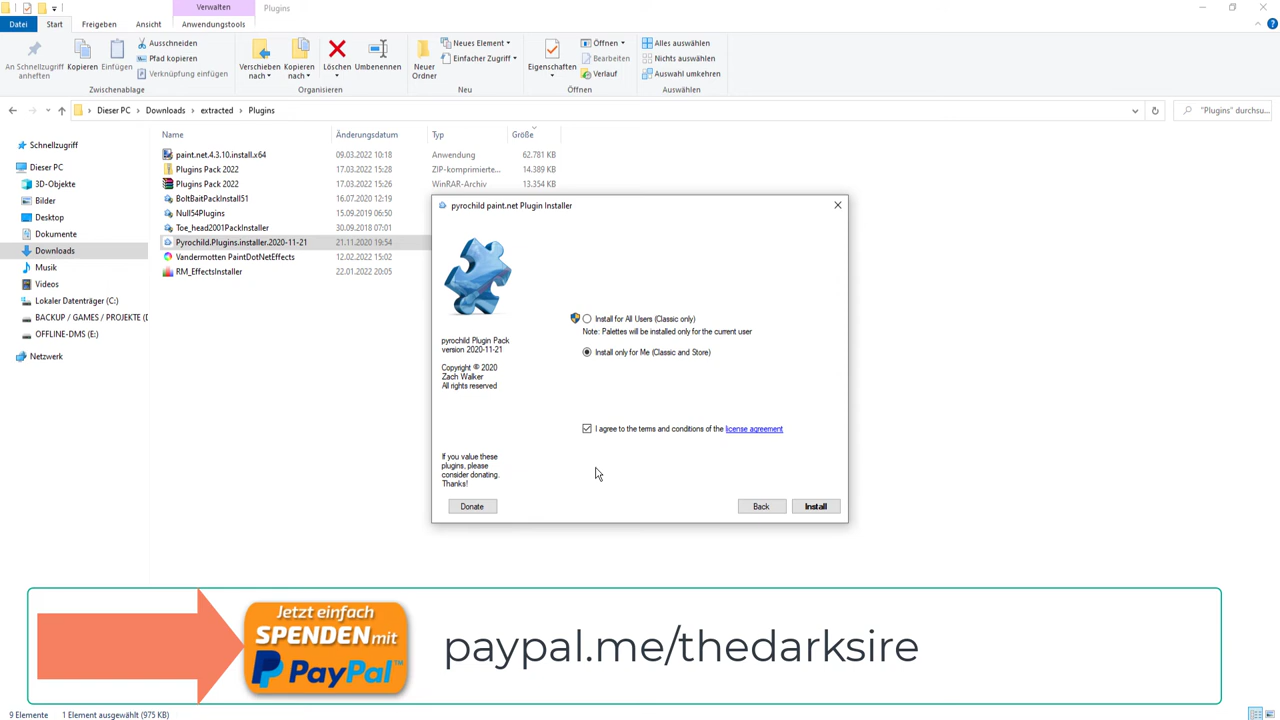 Verwalten
Plugins
Datei
Start
Freigeben
Ansicht
Anwendungstools
An Schnellzugriff
anheften
Kopieren
Einfügen
Ausschneiden
Pfad kopieren
Verknüpfung einfügen
Zwischenablage
Verschieben
nach
Kopieren
nach
Löschen
Umbenennen
Organisieren
Neuer
Ordner
Neues Element
Einfacher Zugriff
Neu
Eigenschaften
Öffnen
Bearbeiten
Verlauf
Öffnen
Alles auswählen
Nichts auswählen
Auswahl umkehren
Auswählen
Dieser PC > Downloads > extracted > Plugins
"Plugins" durchsu...
Name Änderungsdatum Typ Größe
Schnellzugriff
Dieser PC
3D-Objekte
Bilder
Desktop
Dokumente
Downloads
Musik
Videos
Lokaler Datenträger (C:)
BACKUP / GAMES / PROJEKTE (D
OFFLINE-DMS (E:)
Netzwerk
paint.net.4.3.10.install.x64 09.03.2022 10:18 Anwendung 62.781 KB
Plugins Pack 2022 17.03.2022 15:28 ZIP-komprimierte... 14.389 KB
Plugins Pack 2022 17.03.2022 15:26 WinRAR-Archiv 13.354 KB
BoltBaitPackInstall51 16.07.2020 12:19
Null54Plugins 15.09.2019 06:50
Toe_head2001PackInstaller 30.09.2018 07:01
Pyrochild.Plugins.installer.2020-11-21 21.11.2020 19:54
Vandermotten PaintDotNetEffects 12.02.2022 15:02
RM_EffectsInstaller 22.01.2022 20:05
pyrochild paint.net Plugin Installer
Install for All Users (Classic only)
Note: Palettes will be installed only for the current user
Install only for Me (Classic and Store)
pyrochild Plugin Pack
version 2020-11-21
Copyright © 2020
Zach Walker
All rights reserved
I agree to the terms and conditions of the license agreement
If you value these
plugins, please
consider donating.
Thanks!
Donate
Back
Install
Jetzt einfach
SPENDEN mit
PayPal™
paypal.me/thedarksire
9 Elemente 1 Element ausgewählt (975 KB)